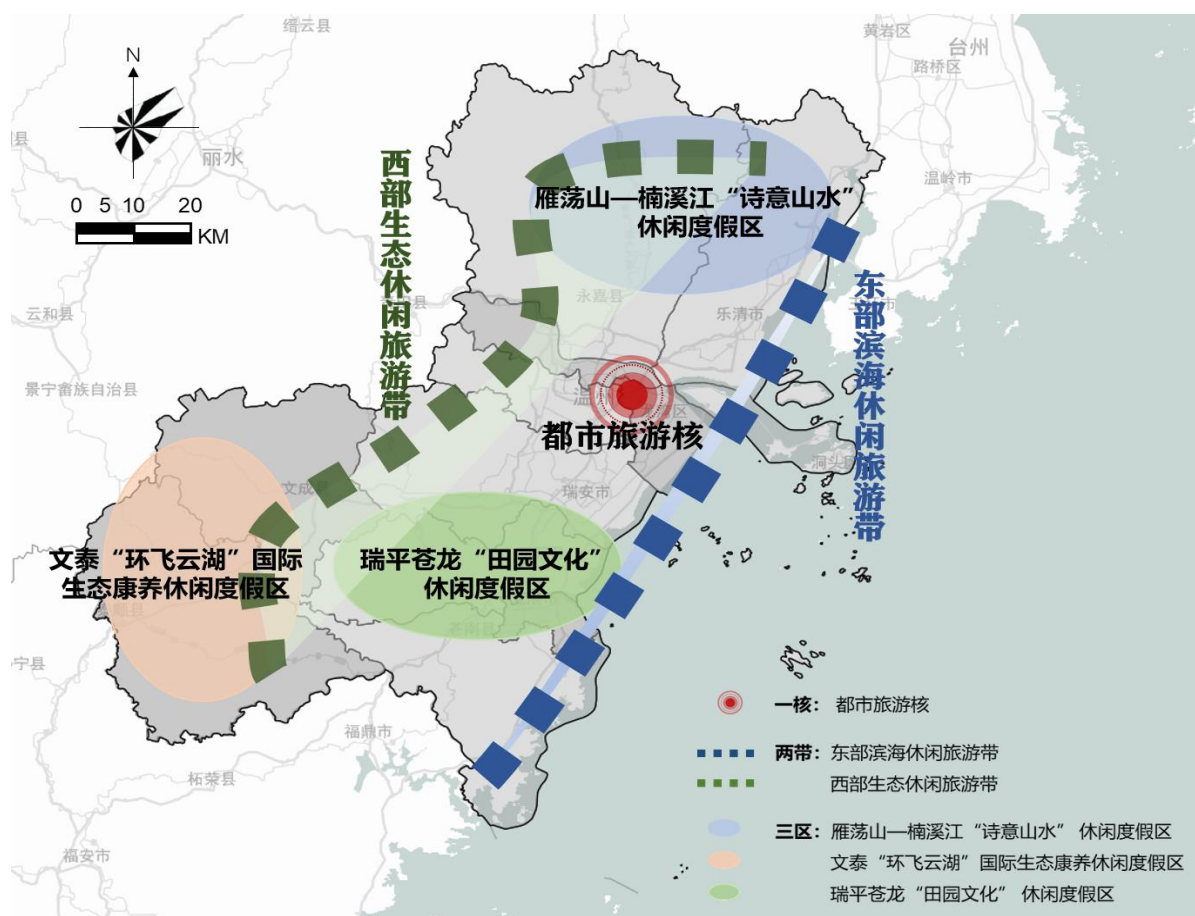 缙云县
黄岩区
台州
路桥区
N
丽水
西部生态休闲旅游带
温岭市
雁荡山—楠溪江“诗意山水”
休闲度假区
0 5 10 20
KM
东部滨海休闲旅游带
永嘉县
乐清市
云和县
景宁畲族自治县
温州
都市旅游核
洞头
瑞安市
文成县
文泰“环飞云湖”国际
生态康养休闲度假区
瑞平苍龙“田园文化”
休闲度假区
苍南县
福鼎市
柘荣县
福安市
一核：都市旅游核
两带：东部滨海休闲旅游带
西部生态休闲旅游带
三区：雁荡山—楠溪江“诗意山水” 休闲度假区
文泰“环飞云湖”国际生态康养休闲度假区
瑞平苍龙“田园文化” 休闲度假区